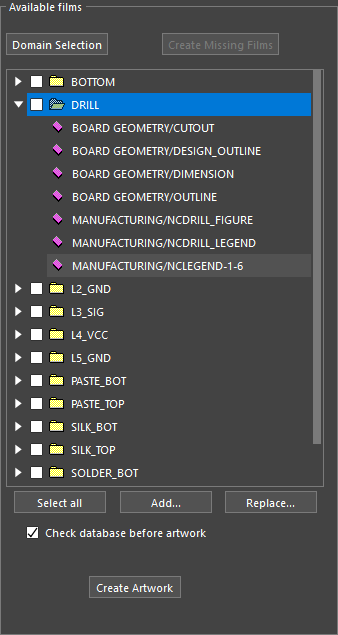 Available films
Domain Selection
Create Missing Films
BOTTOM
DRILL
BOARD GEOMETRY/CUTOUT
BOARD GEOMETRY/DESIGN_OUTLINE
BOARD GEOMETRY/DIMENSION
BOARD GEOMETRY/OUTLINE
MANUFACTURING/NCDRILL_FIGURE
MANUFACTURING/NCDRILL_LEGEND
MANUFACTURING/NCLEGEND-1-6
L2_GND
L3_SIG
L4_VCC
L5_GND
PASTE_BOT
PASTE_TOP
SILK_BOT
SILK_TOP
SOLDER_BOT
Select all
Add...
Replace...
Check database before artwork
Create Artwork